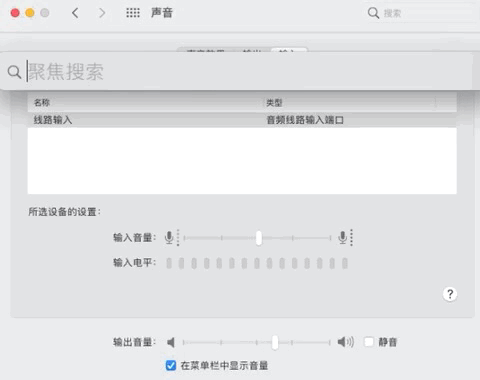 声音
搜索
聚焦搜索
名称
类型
线路输入
音频线路输入端口
所选设备的设置：
输入音量：
输入电平：
?
输出音量：
静音
在菜单栏中显示音量